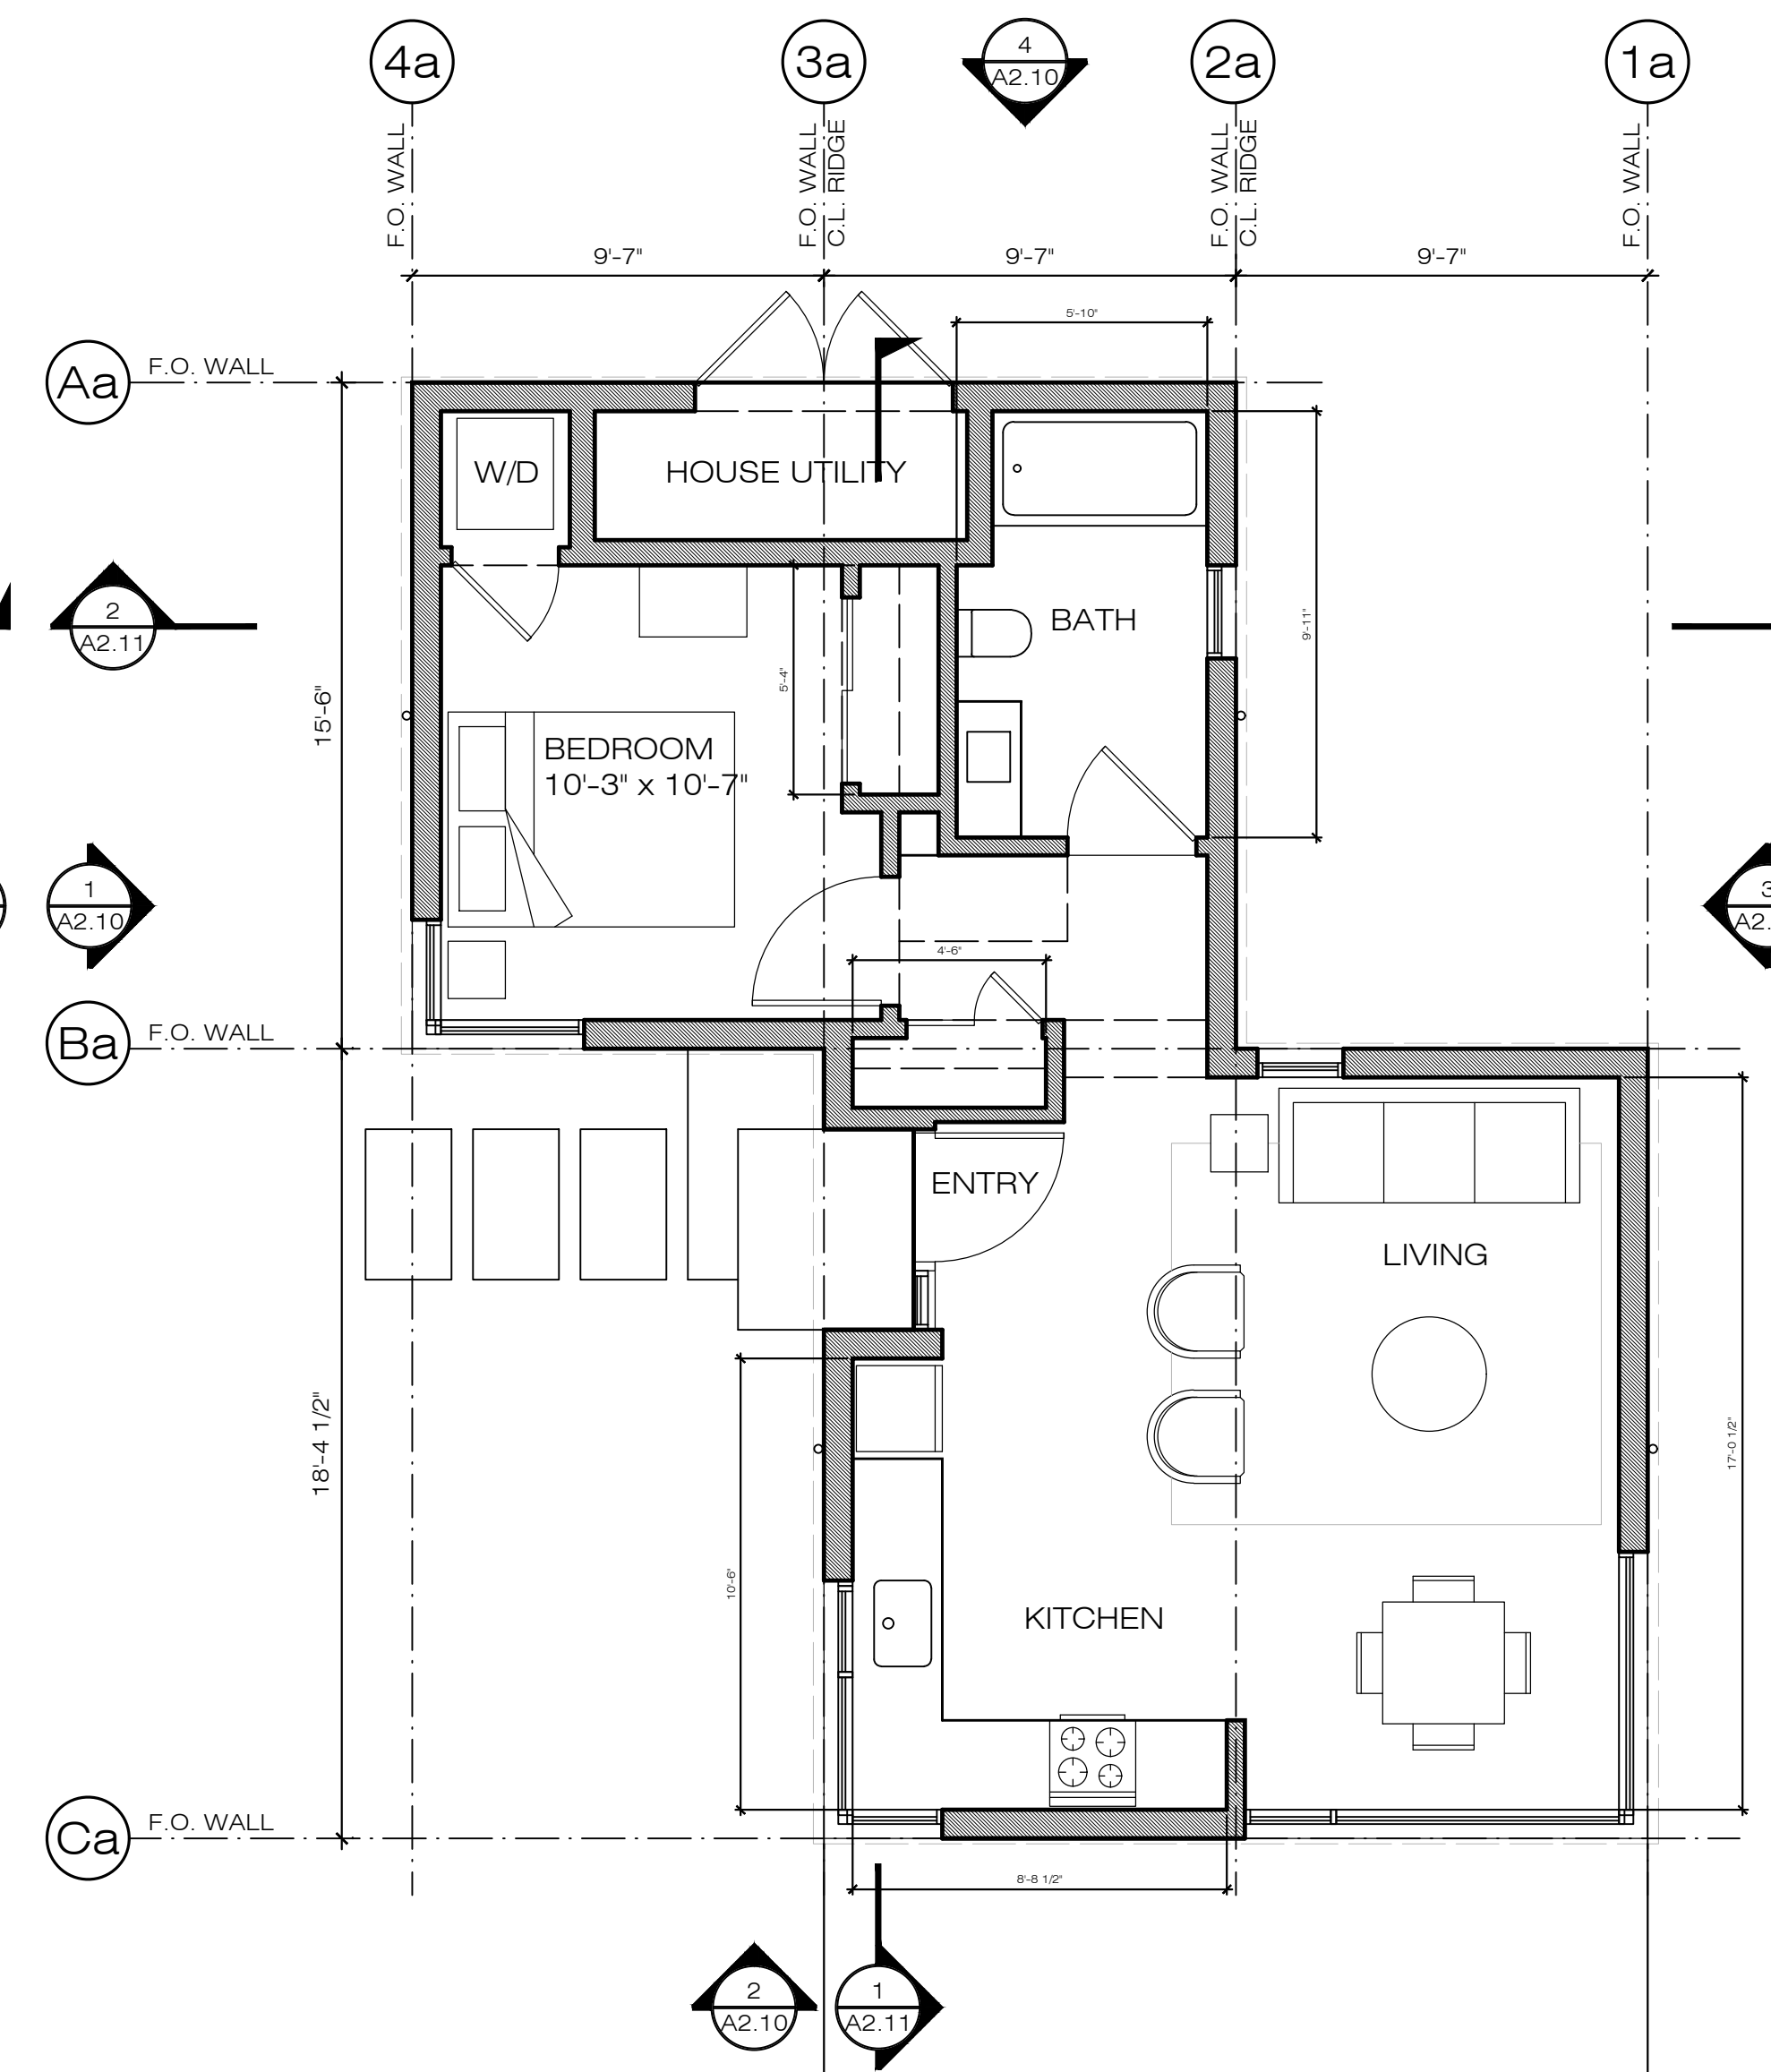 4a
3a
4
A2.10
2a
1a
F.O. WALL
F.O. WALL
C.L. RIDGE
F.O. WALL
C.L. RIDGE
F.O. WALL
9'-7"
9'-7"
9'-7"
5'-10"
Aa
F.O. WALL
W/D
HOUSE UTILITY
2
A2.11
BATH
9'-11"
5'-4"
15'-6"
BEDROOM
10'-3" x 10'-7"
1
A2.10
3
A2.
4'-6"
Ba
F.O. WALL
ENTRY
LIVING
18'-4 1/2"
17'-0 1/2"
10'-6"
KITCHEN
Ca
F.O. WALL
8'-8 1/2"
2
A2.10
1
A2.11